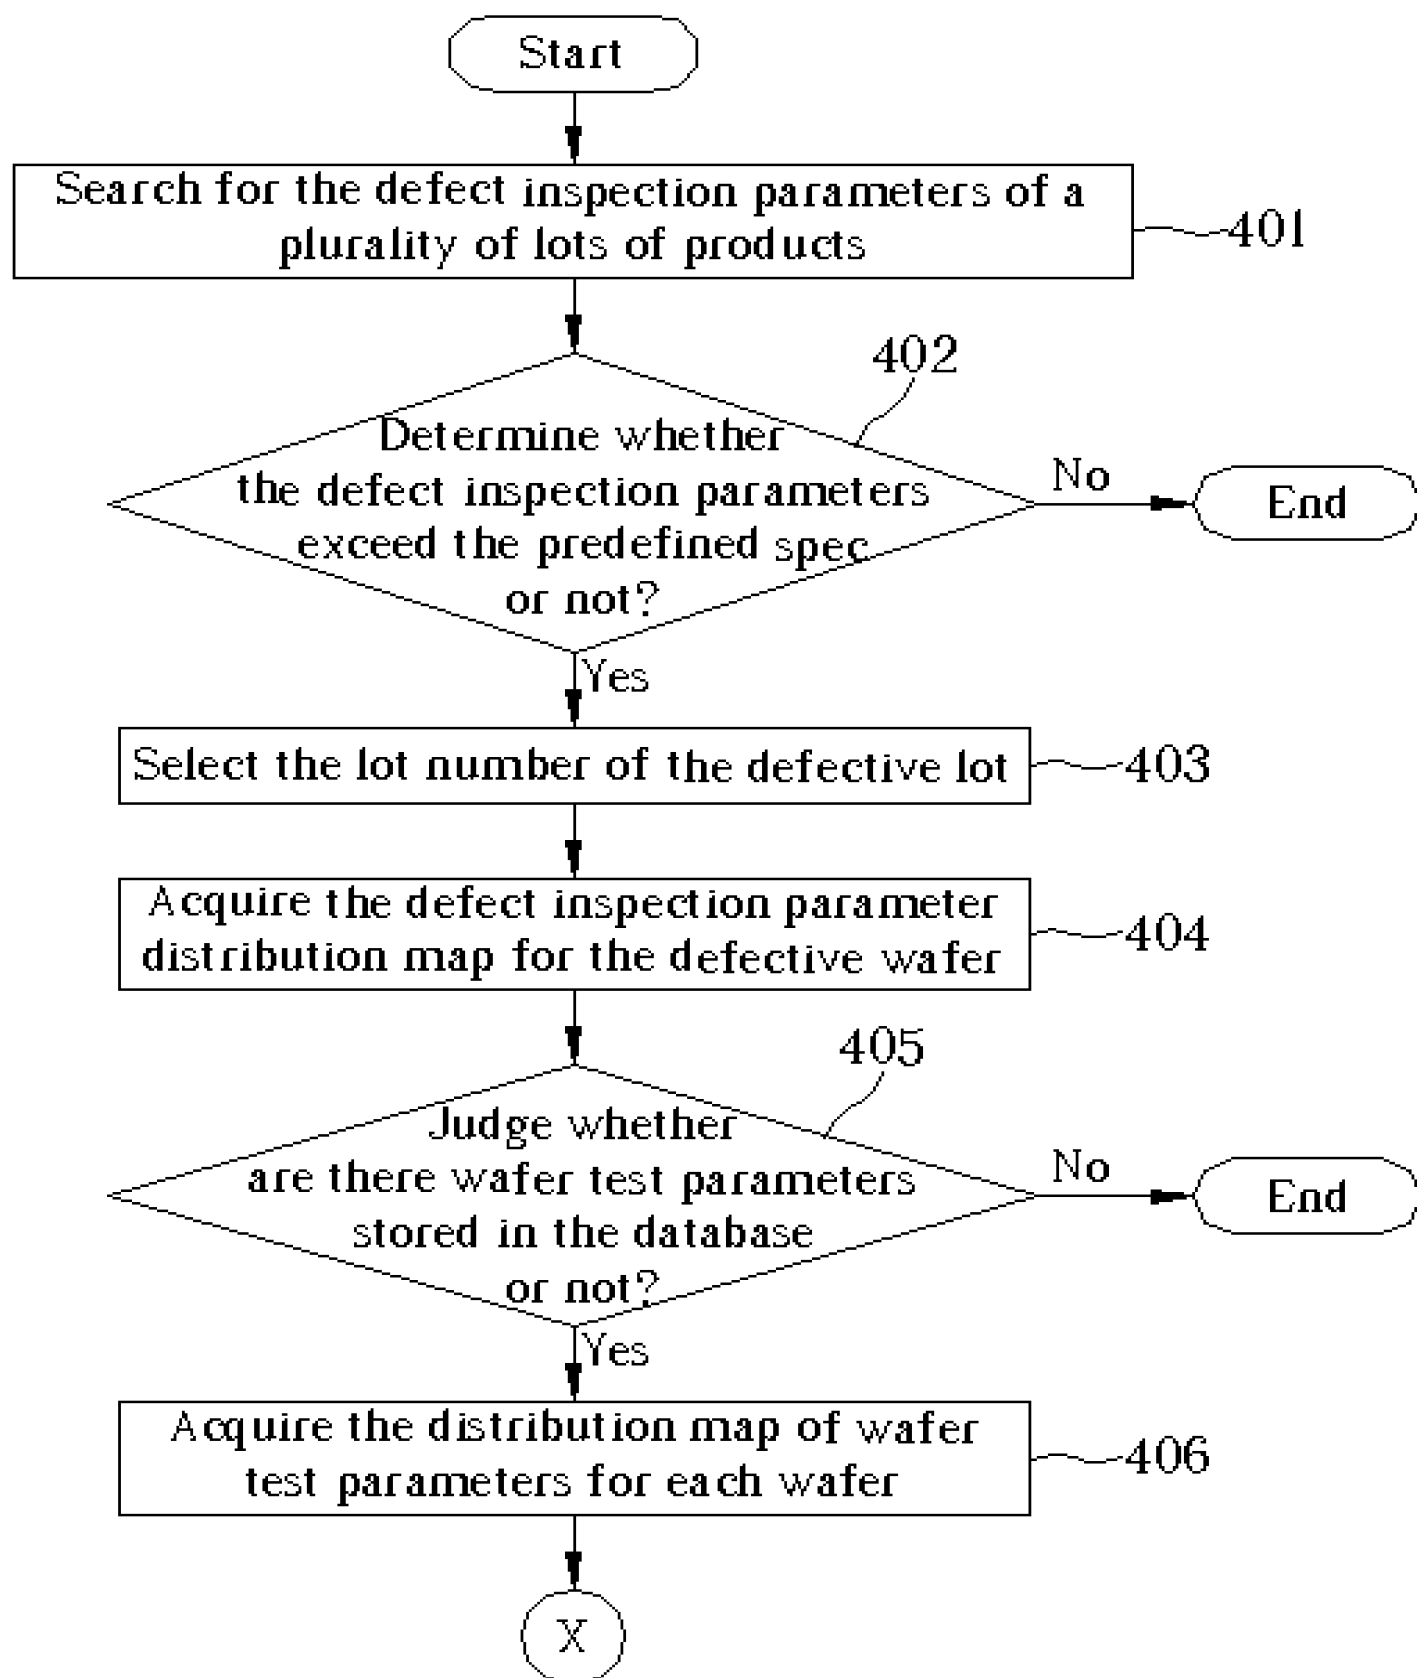 Start
Search for the defect inspection parameters of a
plurality of lots of products
401
402
Determine whether
the defect inspection parameters
exceed the predefined spec
or not?
No
End
Yes
Select the lot number of the defective lot
403
Acquire the defect inspection parameter
distribution map for the defective wafer
404
405
Judge whether
are there wafer test parameters
stored in the database
or not?
No
End
Yes
Acquire the distribution map of wafer
test parameters for each wafer
406
X